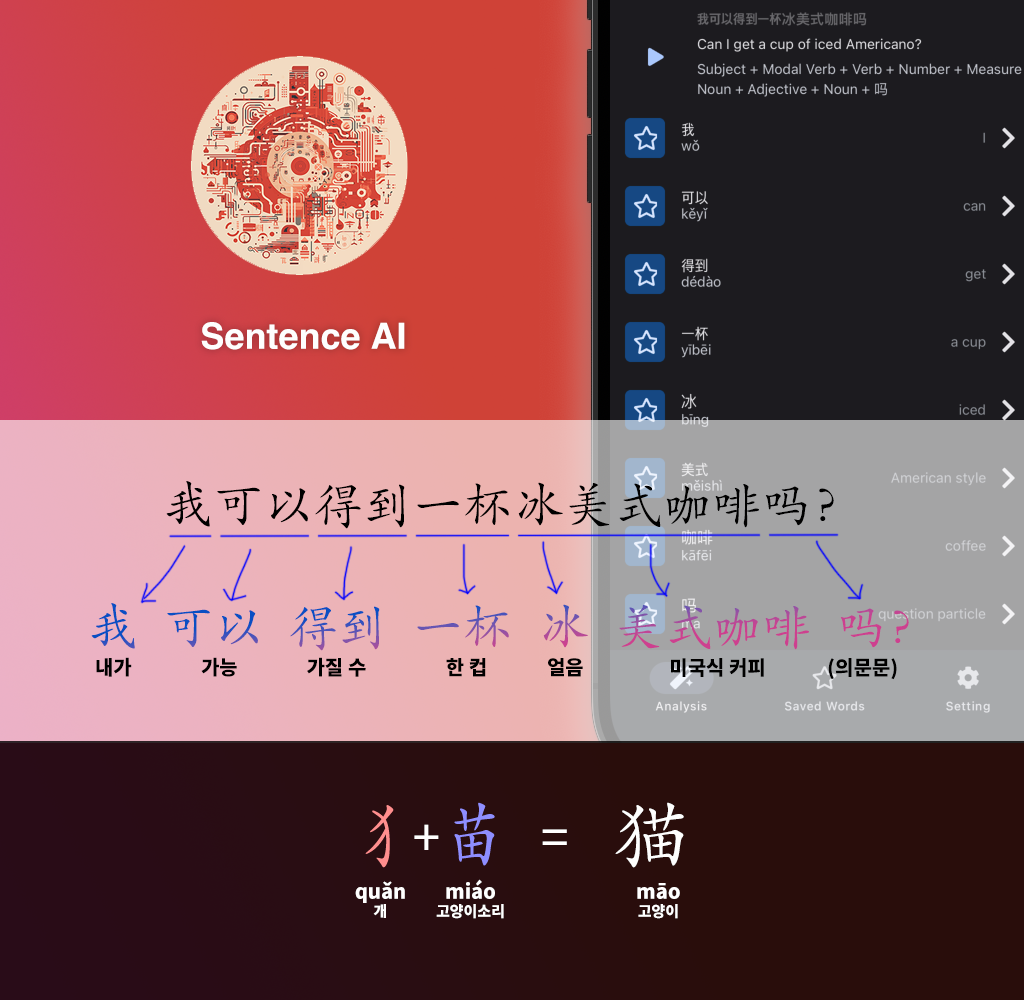 Sentence AI
我可以得到一杯冰美式咖啡吗
Can I get a cup of iced Americano?
Subject + Modal Verb + Verb + Number + Measure
Noun + Adjective + Noun + 吗
我
wǒ
I
可以
kěyǐ
can
得到
dédào
get
一杯
yībēi
a cup
冰
bīng
iced
美式
měishì
American style
咖啡
kāfēi
coffee
吗
ma
question particle
Analysis
Saved Words
Setting
我可以得到一杯冰美式咖啡吗?
我 可以 得到 一杯 冰 美式咖啡 吗?
내가 가능 가질 수 한 컵 얼음 미국식 커피 (의문문)
犭+苗 = 猫
quǎn miáo māo
개 고양이소리 고양이